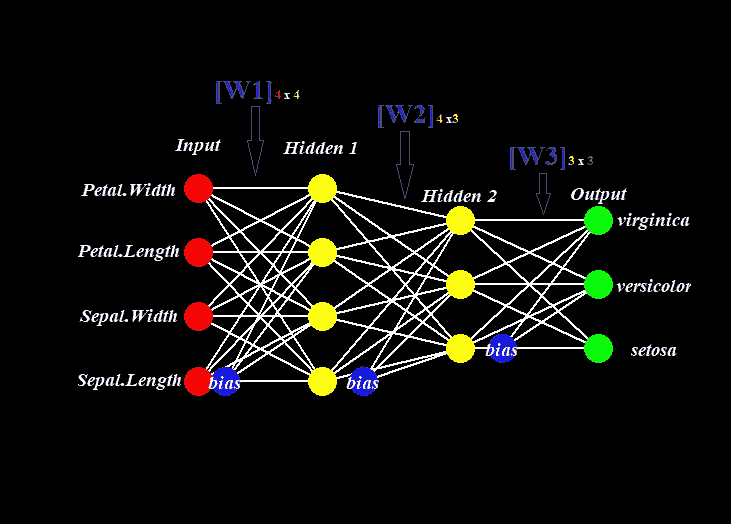 [W1]4 x 4
[W2]4 x3
[W3]3 x 3
Input
Hidden 1
Hidden 2
Output
Petal.Width
virginica
Petal.Length
versicolor
Sepal.Width
bias
setosa
Sepal.Length
bias
bias